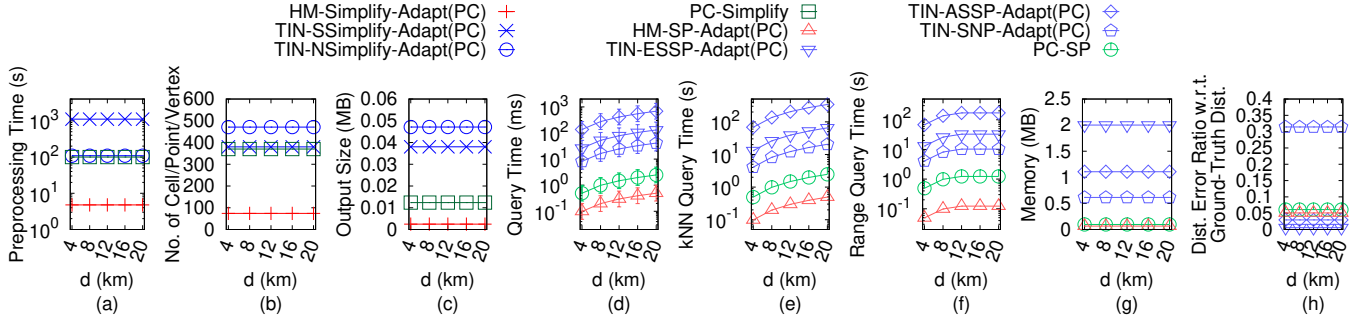 HM-Simplify-Adapt(PC)
TIN-SSimplify-Adapt(PC)
TIN-NSimplify-Adapt(PC)
PC-Simplify
HM-SP-Adapt(PC)
TIN-ESSP-Adapt(PC)
TIN-ASSP-Adapt(PC)
TIN-SNP-Adapt(PC)
PC-SP
Preprocessing Time (s)
10^3
10^2
10^1
10^0
4 8 12 16 20
d (km)
(a)
No. of Cell/Point/Vertex
600
500
400
300
200
100
0
4 8 12 16 20
d (km)
(b)
Output Size (MB)
0.06
0.05
0.04
0.03
0.02
0.01
0
4 8 12 16 20
d (km)
(c)
Query Time (ms)
10^2
10^1
10^0
10^-1
4 8 12 16 20
d (km)
(d)
kNN Query Time (s)
10^2
10^1
10^0
10^-1
4 8 12 16 20
d (km)
(e)
Range Query Time (s)
10^2
10^1
10^0
10^-1
4 8 12 16 20
d (km)
(f)
Memory (MB)
2.5
2
1.5
1
0.5
0
4 8 12 16 20
d (km)
(g)
Dist. Error Ratio w.r.t.
Ground-Truth Dist.
0.4
0.35
0.3
0.25
0.2
0.15
0.1
0.05
0
4 8 12 16 20
d (km)
(h)